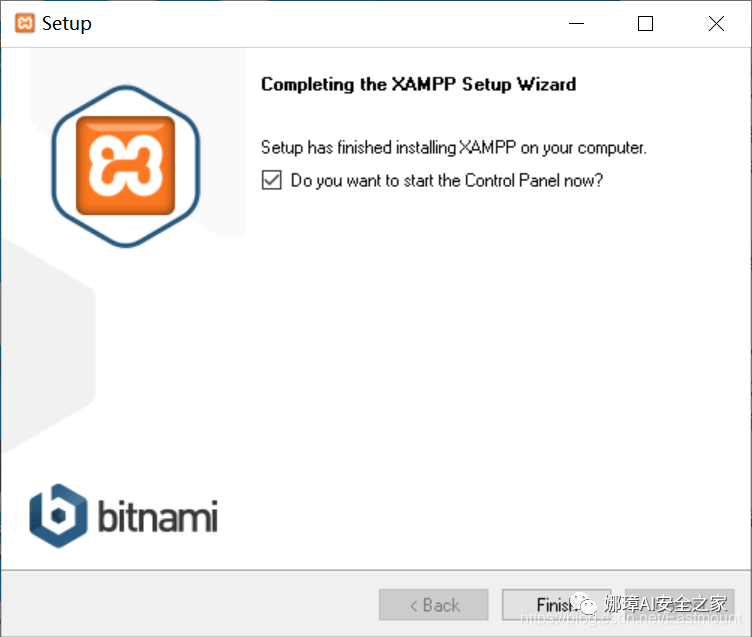 Setup
Completing the XAMPP Setup Wizard
Setup has finished installing XAMPP on your computer.
Do you want to start the Control Panel now?
bitnami
< Back
Finish
娜璋AI安全之家
https://blog.csdn.net/Eastmount